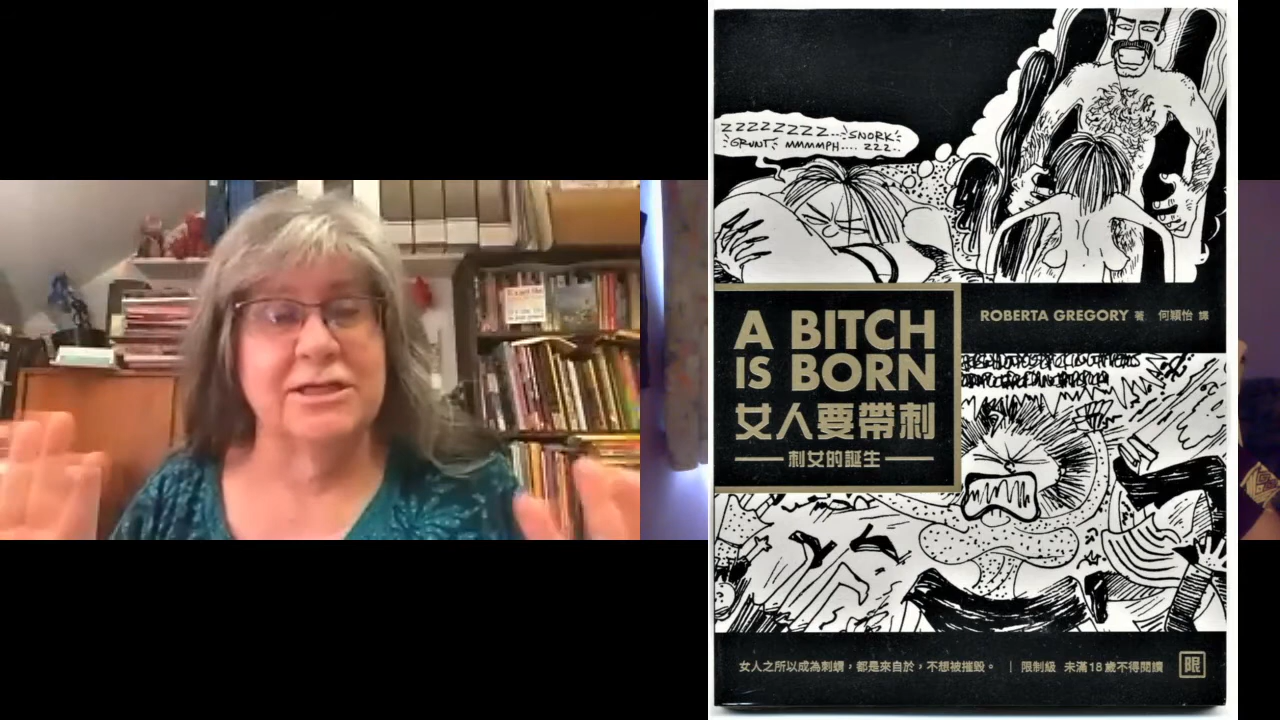 ZZZZZZZZ...SNORK
GRUNT MMMMPH.... ZZZ..
ROBERTA GREGORY 著 何穎怡 譯
A BITCH
IS BORN
女人要帶刺
刺女的誕生
女人之所以成為刺蝟，都是來自於，不想被摧毀。 | 限制級 未滿18歲不得閱讀 限